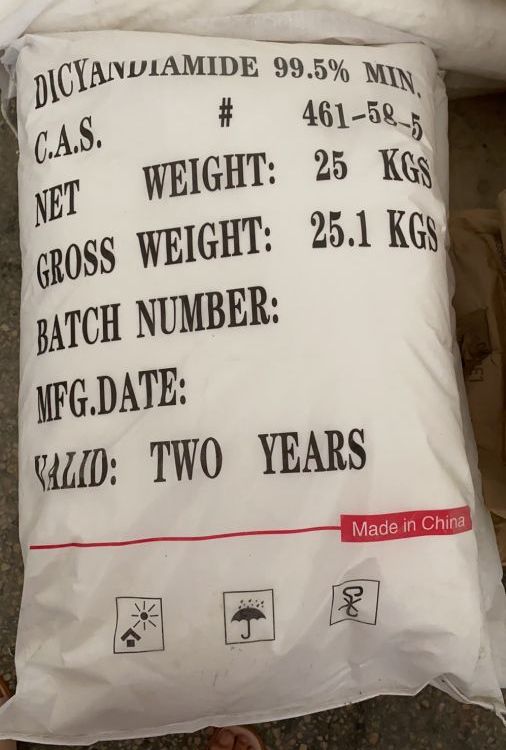 DICYANDIAMIDE 99.5% MIN.
C.A.S. # 461-58-5
NET WEIGHT: 25 KGS
GROSS WEIGHT: 25.1 KGS
BATCH NUMBER:
MFG.DATE:
VALID: TWO YEARS
Made in China